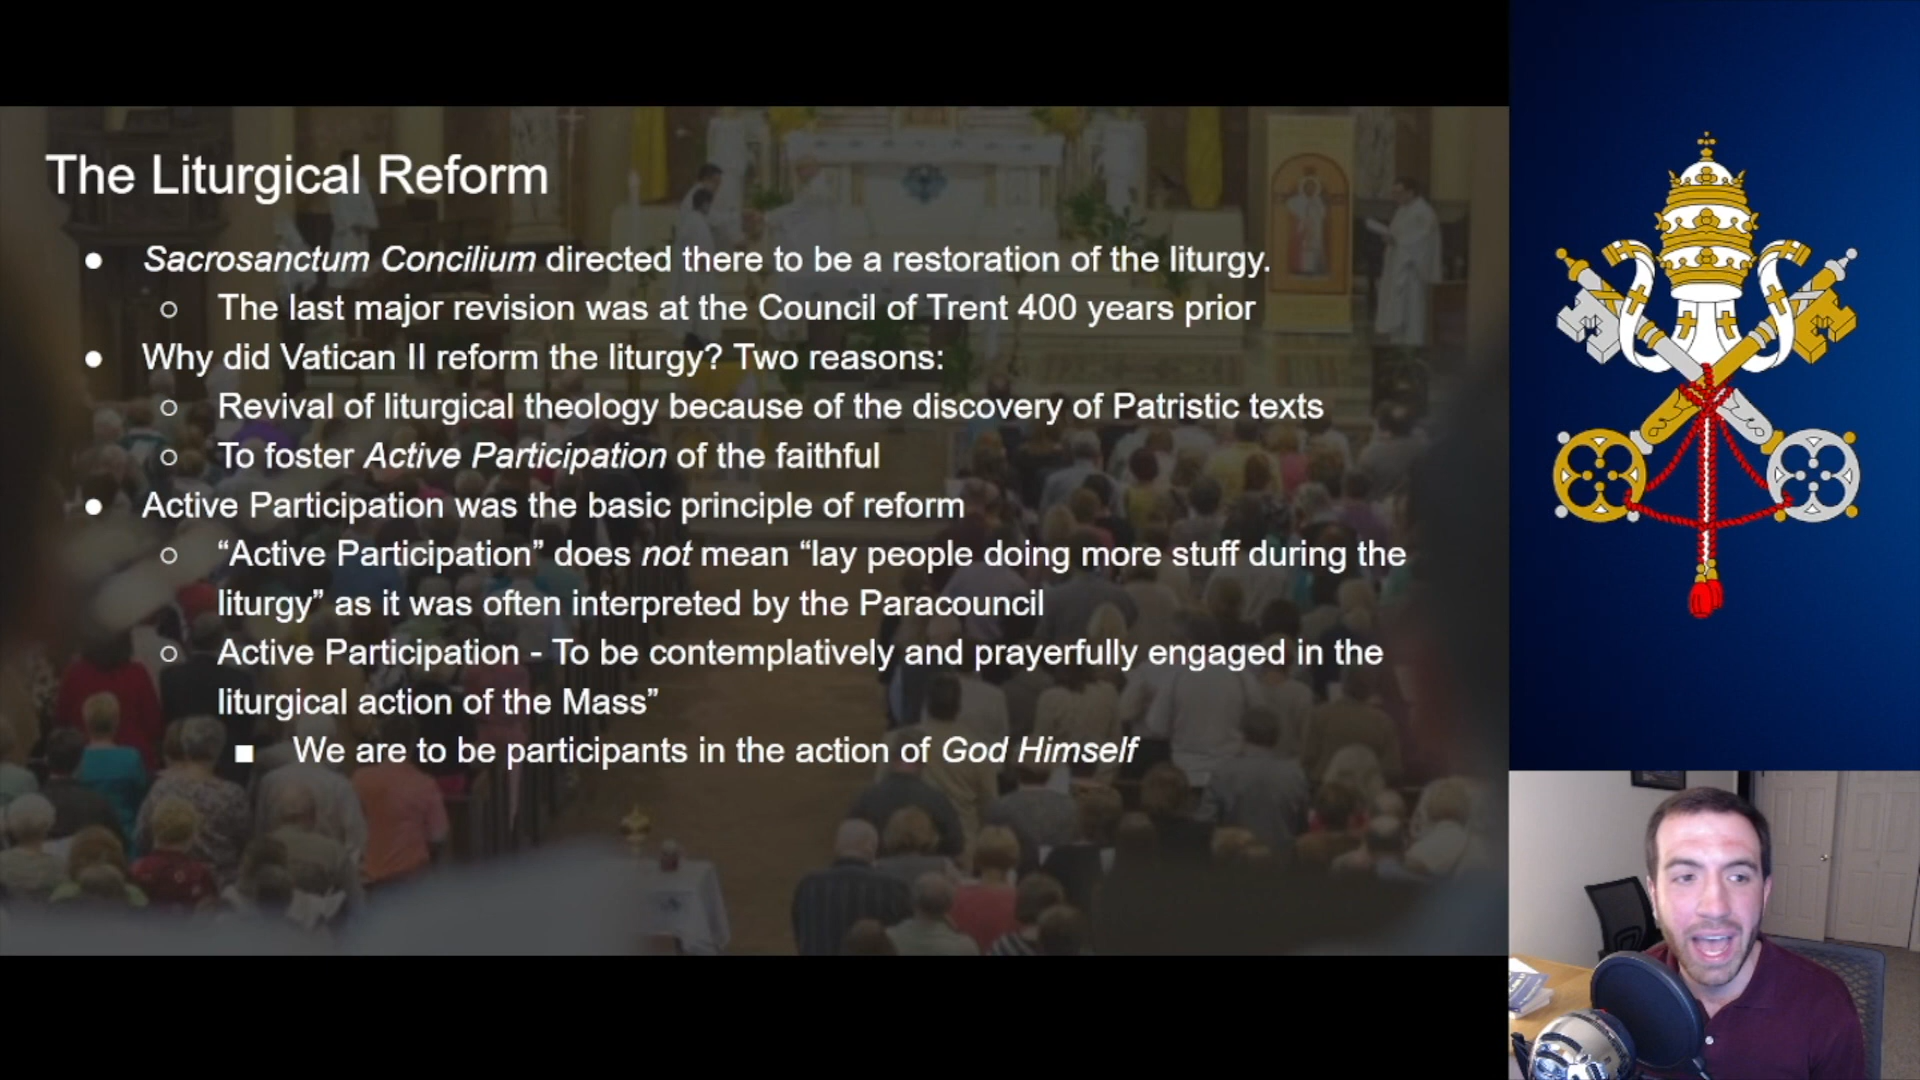 The Liturgical Reform
● Sacrosanctum Concilium directed there to be a restoration of the liturgy.
○ The last major revision was at the Council of Trent 400 years prior
● Why did Vatican II reform the liturgy? Two reasons:
○ Revival of liturgical theology because of the discovery of Patristic texts
○ To foster Active Participation of the faithful
● Active Participation was the basic principle of reform
○ “Active Participation” does not mean “lay people doing more stuff during the
liturgy” as it was often interpreted by the Paracouncil
○ Active Participation - To be contemplatively and prayerfully engaged in the
liturgical action of the Mass”
■ We are to be participants in the action of God Himself